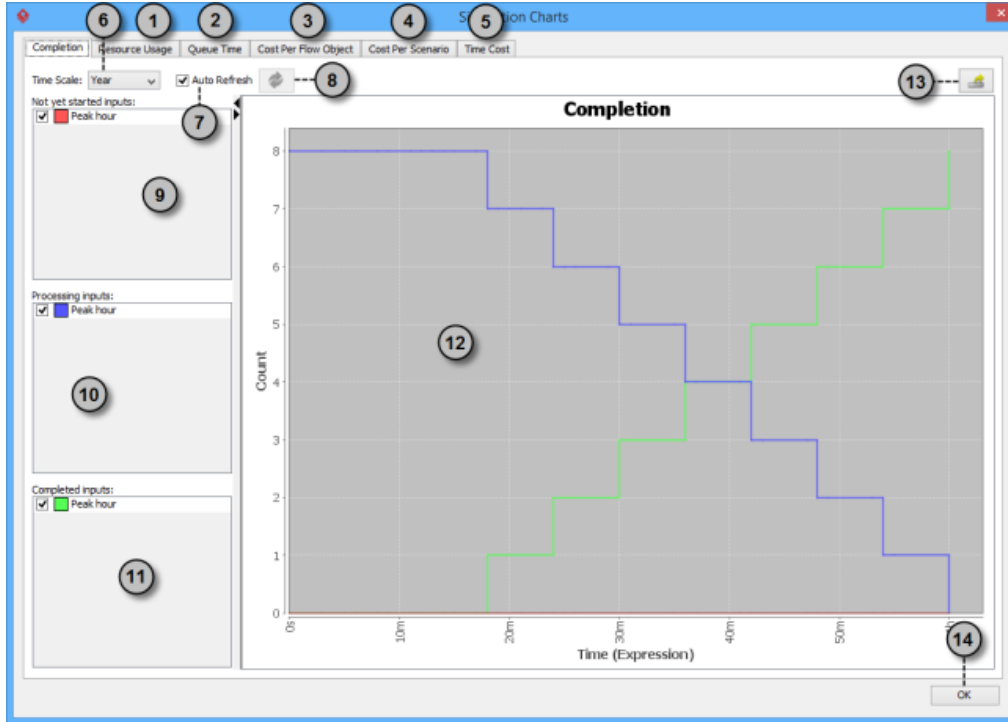 6 1 2 3 4 5
Charts
Completion Resource Usage Queue Time Cost Per Flow Object Cost Per Scenario Time Cost
Time Scale: Year Auto Refresh 8 13
7
Not yet started inputs:
Peak hour
9
Processing inputs:
Peak hour
10
Completed inputs:
Peak hour
11
Completion
8
7
6
5
4
3
2
1
0
Count
12
0s 10m 20m 30m 40m 50m
Time (Expression)
14
OK